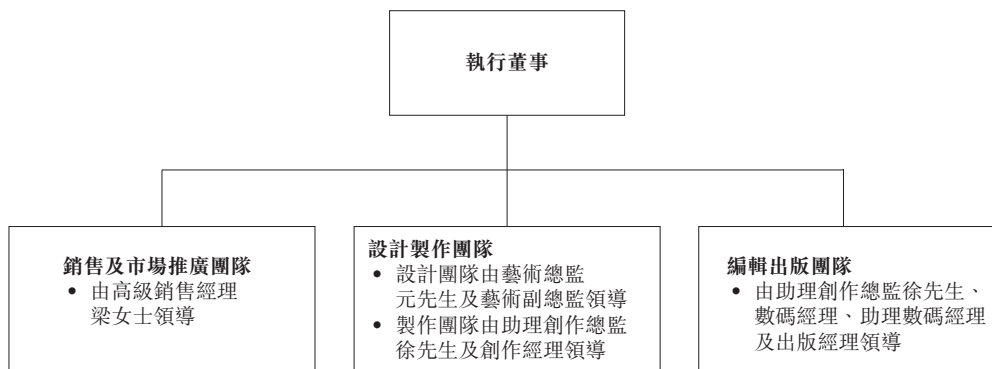 執行董事
銷售及市場推廣團隊
• 由高級銷售經理
梁女士領導
設計製作團隊
• 設計團隊由藝術總監
元先生及藝術副總監領導
• 製作團隊由助理創作總監
徐先生及創作經理領導
編輯出版團隊
• 由助理創作總監徐先生、
數碼經理、助理數碼經理
及出版經理領導